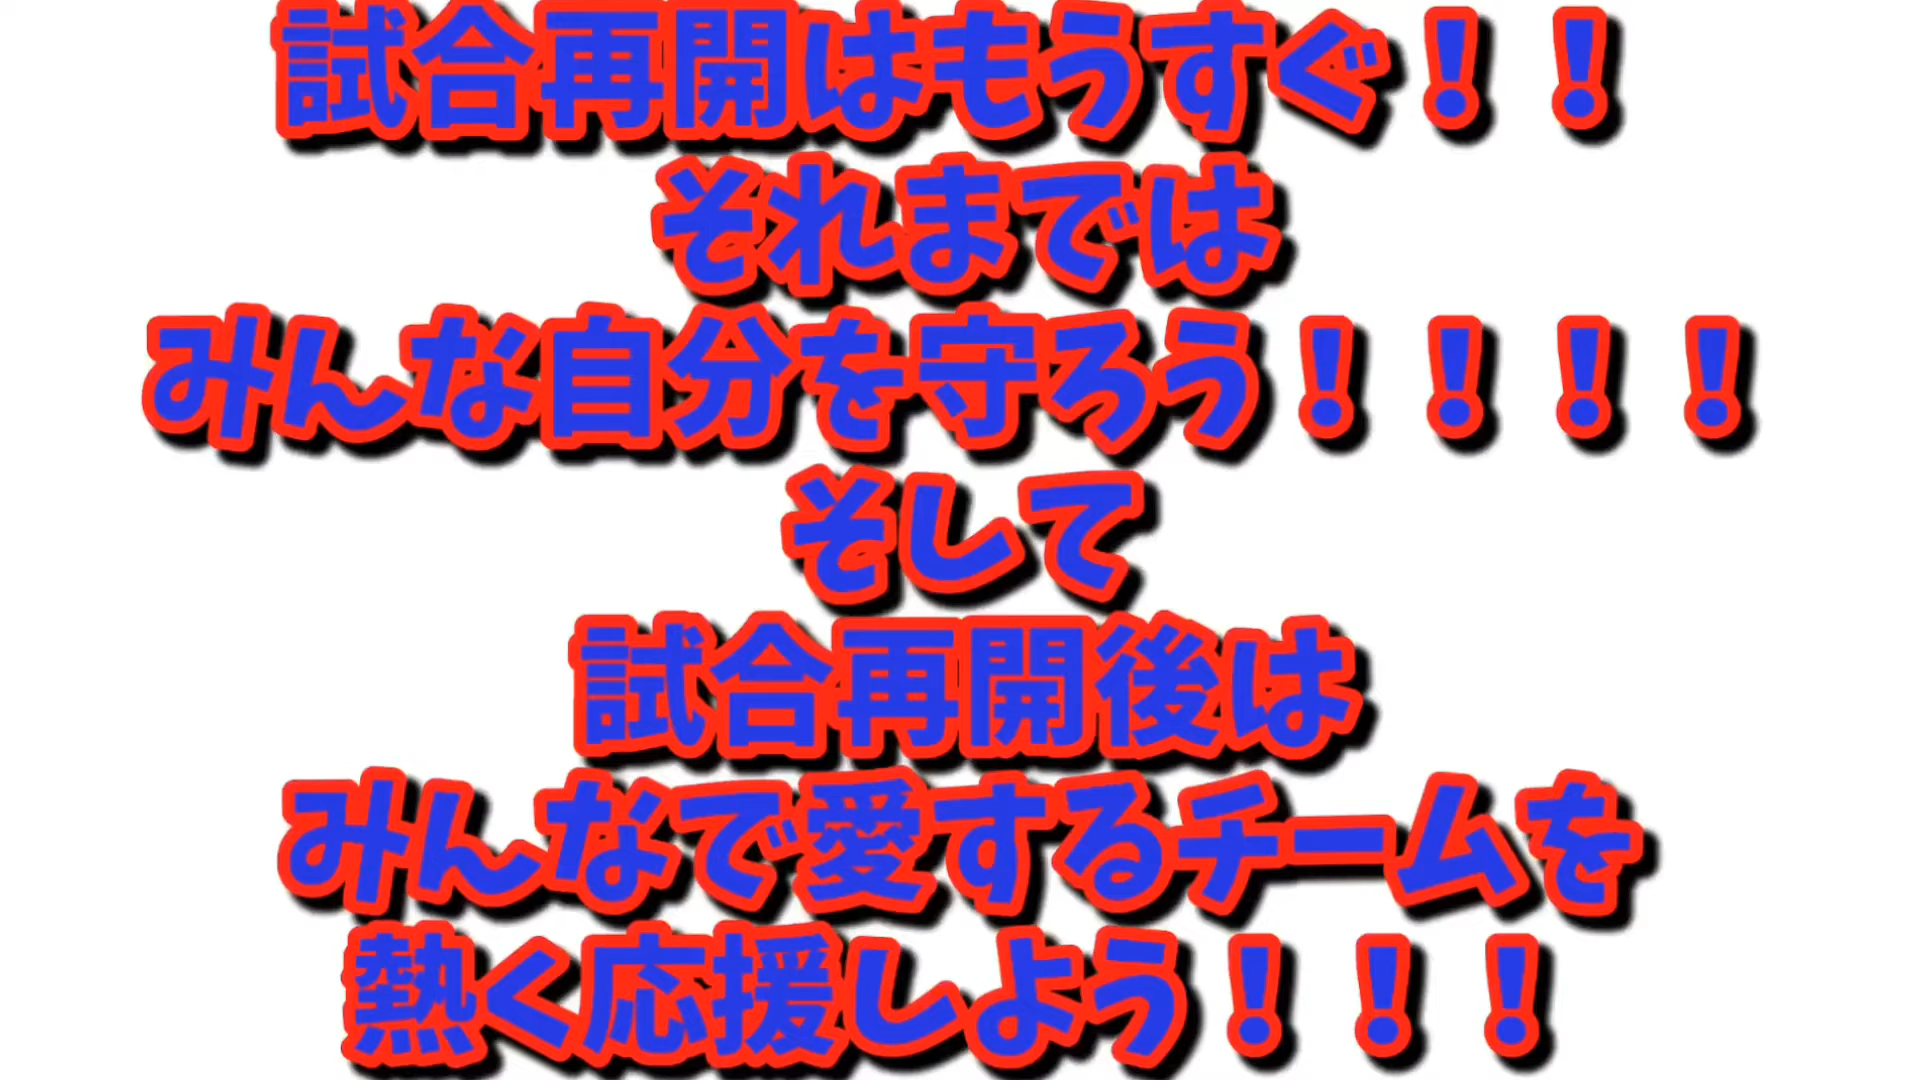 試合再開はもうすぐ！！
それまでは
みんな自分を守ろう！！！！
そして
試合再開後は
みんなで愛するチームを
熱く応援しよう！！！